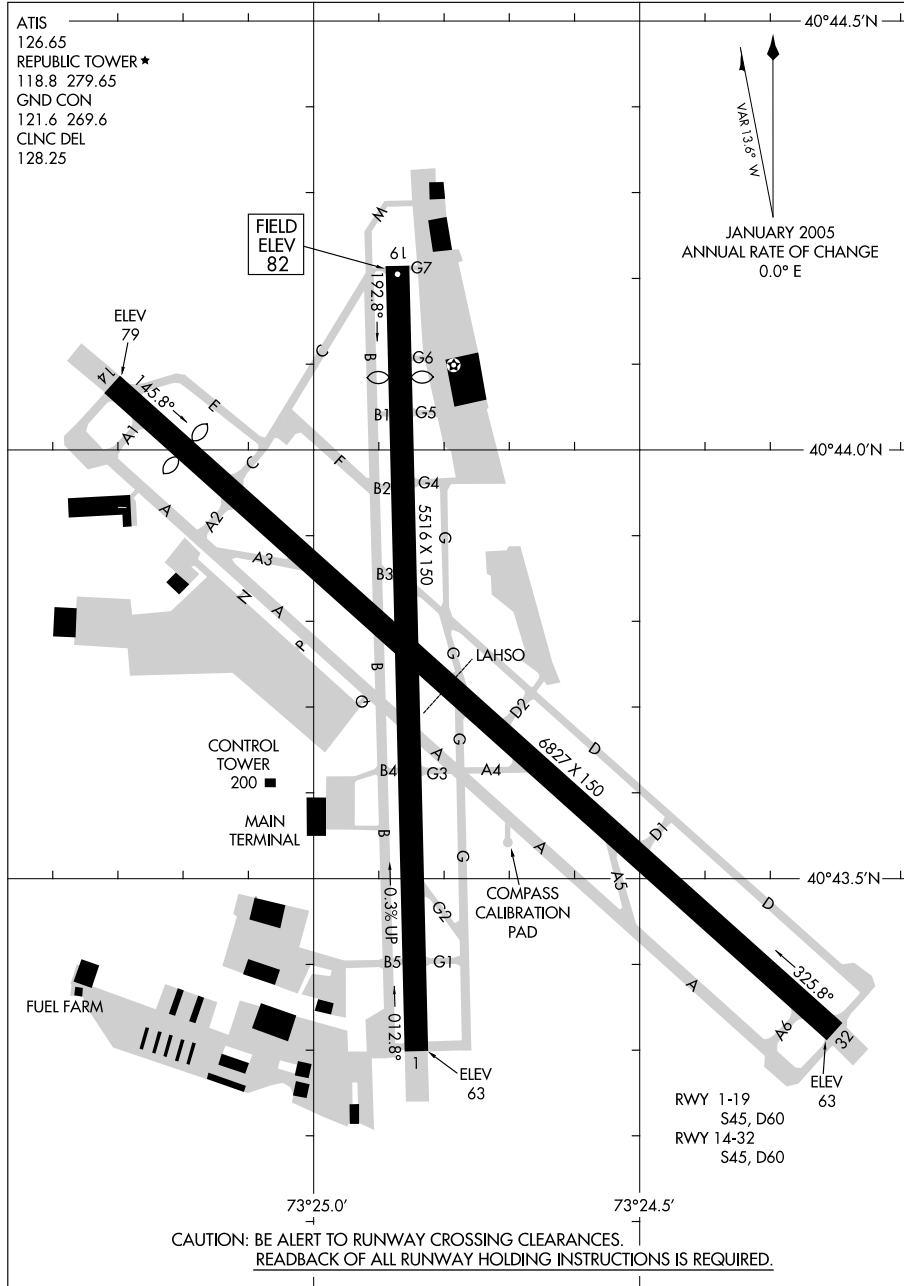 ATIS
126.65
REPUBLIC TOWER ★
118.8 279.65
GND CON
121.6 269.6
CLNC DEL
128.25
40°44.5'N
VAR 13.6° W
JANUARY 2005
ANNUAL RATE OF CHANGE
0.0° E
FIELD
ELEV
82
W
19
G7
192.8°
ELEV
79
14
145.8°
C
B
G6
E
B1
G5
A1
40°44.0'N
C
F
B2
G4
A
A2
5516 X 150
G
A3
B3
N
A
P
G
LAHSO
B
Q
D2
D
A
G
CONTROL
TOWER
200
B4
G3
A4
6827 X 150
MAIN
TERMINAL
B
G
A
D1
40°43.5'N
COMPASS
CALIBRATION
PAD
A5
0.3% UP
G2
D
B5
G1
325.8°
A
FUEL FARM
012.8°
A6
32
1
ELEV
63
ELEV
63
RWY 1-19
S45, D60
RWY 14-32
S45, D60
73°25.0'
73°24.5'
CAUTION: BE ALERT TO RUNWAY CROSSING CLEARANCES.
READBACK OF ALL RUNWAY HOLDING INSTRUCTIONS IS REQUIRED.